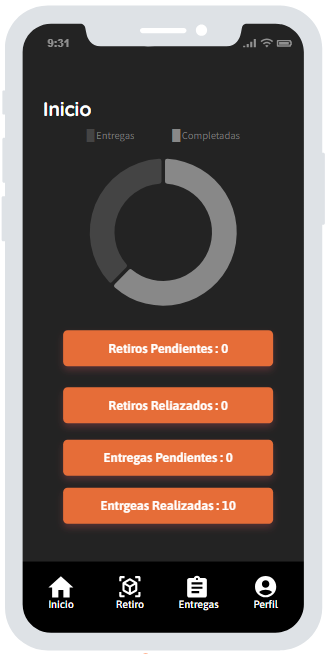 9:31
Inicio
Entregas Completadas
Retiros Pendientes : 0
Retiros Reliazados : 0
Entregas Pendientes : 0
Entrgeas Realizadas : 10
Inicio Retiro Entregas Perfil